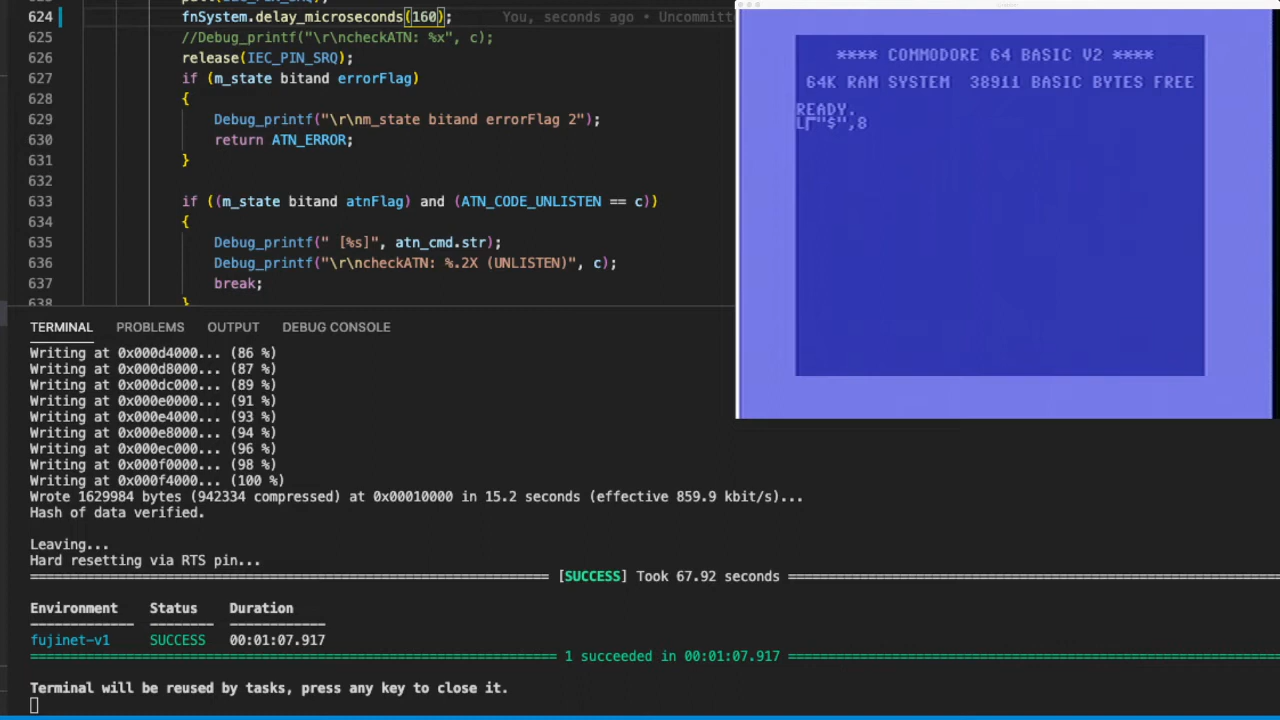 624 fnSystem.delay_microseconds(160); You, seconds ago • Uncommitt
625 //Debug_printf("\r\ncheckATN: %x", c);
626 release(IEC_PIN_SRQ);
627 if (m_state bitand errorFlag)
628 {
629 Debug_printf("\r\nm_state bitand errorFlag 2");
630 return ATN_ERROR;
631 }
632
633 if ((m_state bitand atnFlag) and (ATN_CODE_UNLISTEN == c))
634 {
635 Debug_printf(" [%s]", atn_cmd.str);
636 Debug_printf("\r\ncheckATN: %.2X (UNLISTEN)", c);
637 break;
638 }
**** COMMODORE 64 BASIC V2 ****
64K RAM SYSTEM 38911 BASIC BYTES FREE
READY.
L┌"$",8
TERMINAL PROBLEMS OUTPUT DEBUG CONSOLE
Writing at 0x000d4000... (86 %)
Writing at 0x000d8000... (87 %)
Writing at 0x000dc000... (89 %)
Writing at 0x000e0000... (91 %)
Writing at 0x000e4000... (93 %)
Writing at 0x000e8000... (94 %)
Writing at 0x000ec000... (96 %)
Writing at 0x000f0000... (98 %)
Writing at 0x000f4000... (100 %)
Wrote 1629984 bytes (942334 compressed) at 0x00010000 in 15.2 seconds (effective 859.9 kbit/s)...
Hash of data verified.
Leaving...
Hard resetting via RTS pin...
[SUCCESS] Took 67.92 seconds
Environment Status Duration
fujinet-v1 SUCCESS 00:01:07.917
1 succeeded in 00:01:07.917
Terminal will be reused by tasks, press any key to close it.